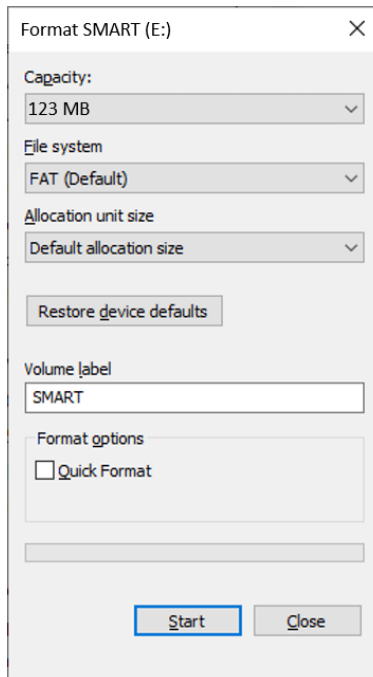 Format SMART (E:)
Capacity:
123 MB
File system
FAT (Default)
Allocation unit size
Default allocation size
Restore device defaults
Volume label
SMART
Format options
Quick Format
Start Close